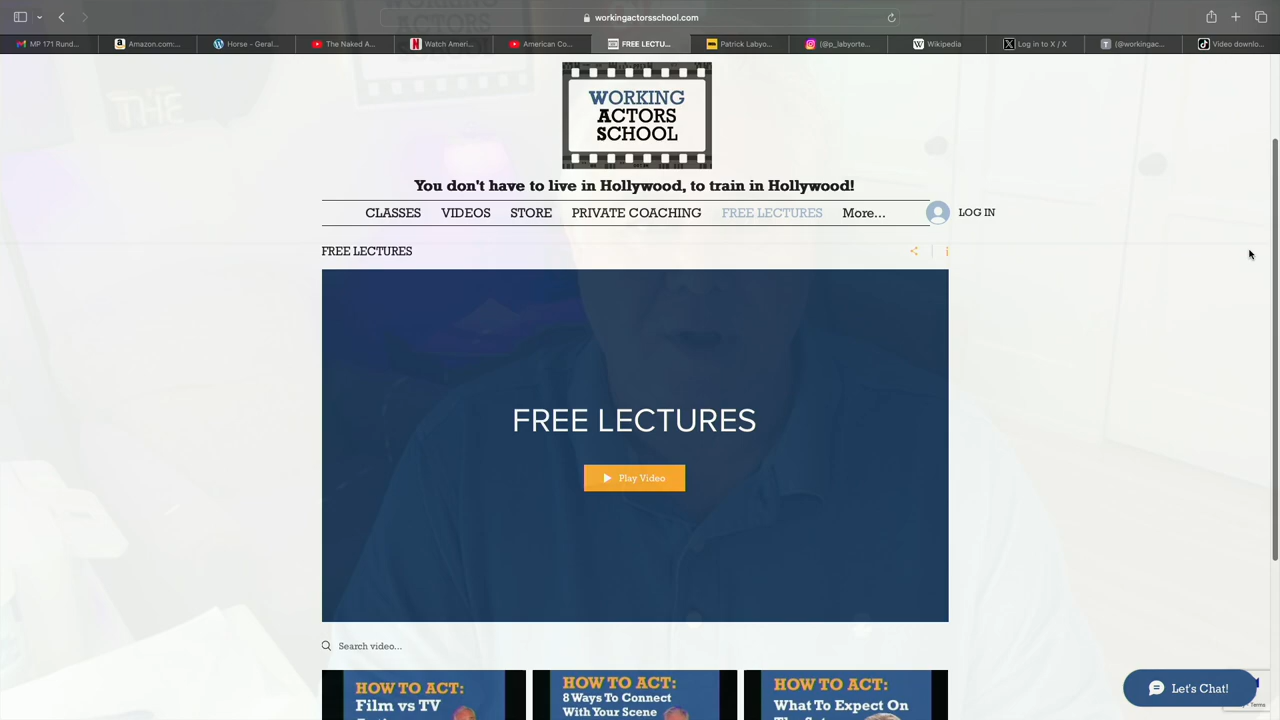 workingactorsschool.com
MP 171 Rund...
Amazon.com:...
Horse - Geral...
The Naked A...
Watch Ameri...
American Co...
FREE LECTU...
Patrick Labyo...
(@p_labyorte...
Wikipedia
Log in to X / X
(@workingac...
Video downlo...
THE
WORKING
ACTORS
SCHOOL
You don't have to live in Hollywood, to train in Hollywood!
CLASSES VIDEOS STORE PRIVATE COACHING FREE LECTURES More... LOG IN
FREE LECTURES
FREE LECTURES
Play Video
Search video...
HOW TO ACT:
Film vs TV
HOW TO ACT:
8 Ways To Connect
With Your Scene
HOW TO ACT:
What To Expect On
Let's Chat!
Terms